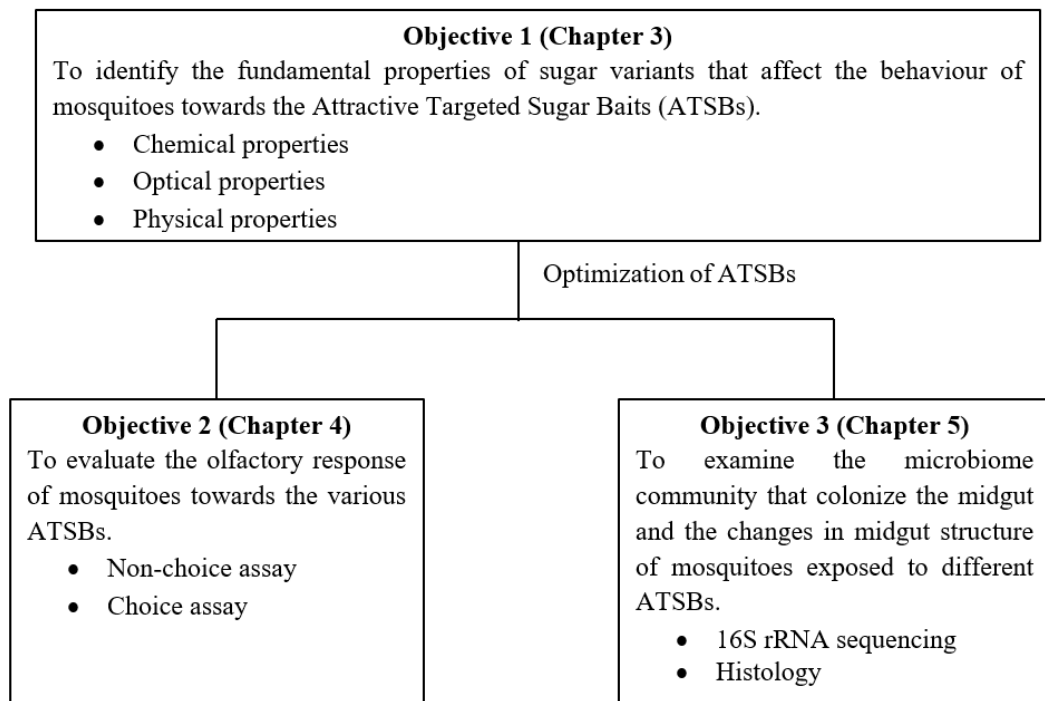 Objective 1 (Chapter 3)
To identify the fundamental properties of sugar variants that affect the behaviour of
mosquitoes towards the Attractive Targeted Sugar Baits (ATSBs).
• Chemical properties
• Optical properties
• Physical properties
Optimization of ATSBs
Objective 2 (Chapter 4)
To evaluate the olfactory response
of mosquitoes towards the various
ATSBs.
• Non-choice assay
• Choice assay
Objective 3 (Chapter 5)
To examine the microbiome
community that colonize the midgut
and the changes in midgut structure
of mosquitoes exposed to different
ATSBs.
• 16S rRNA sequencing
• Histology